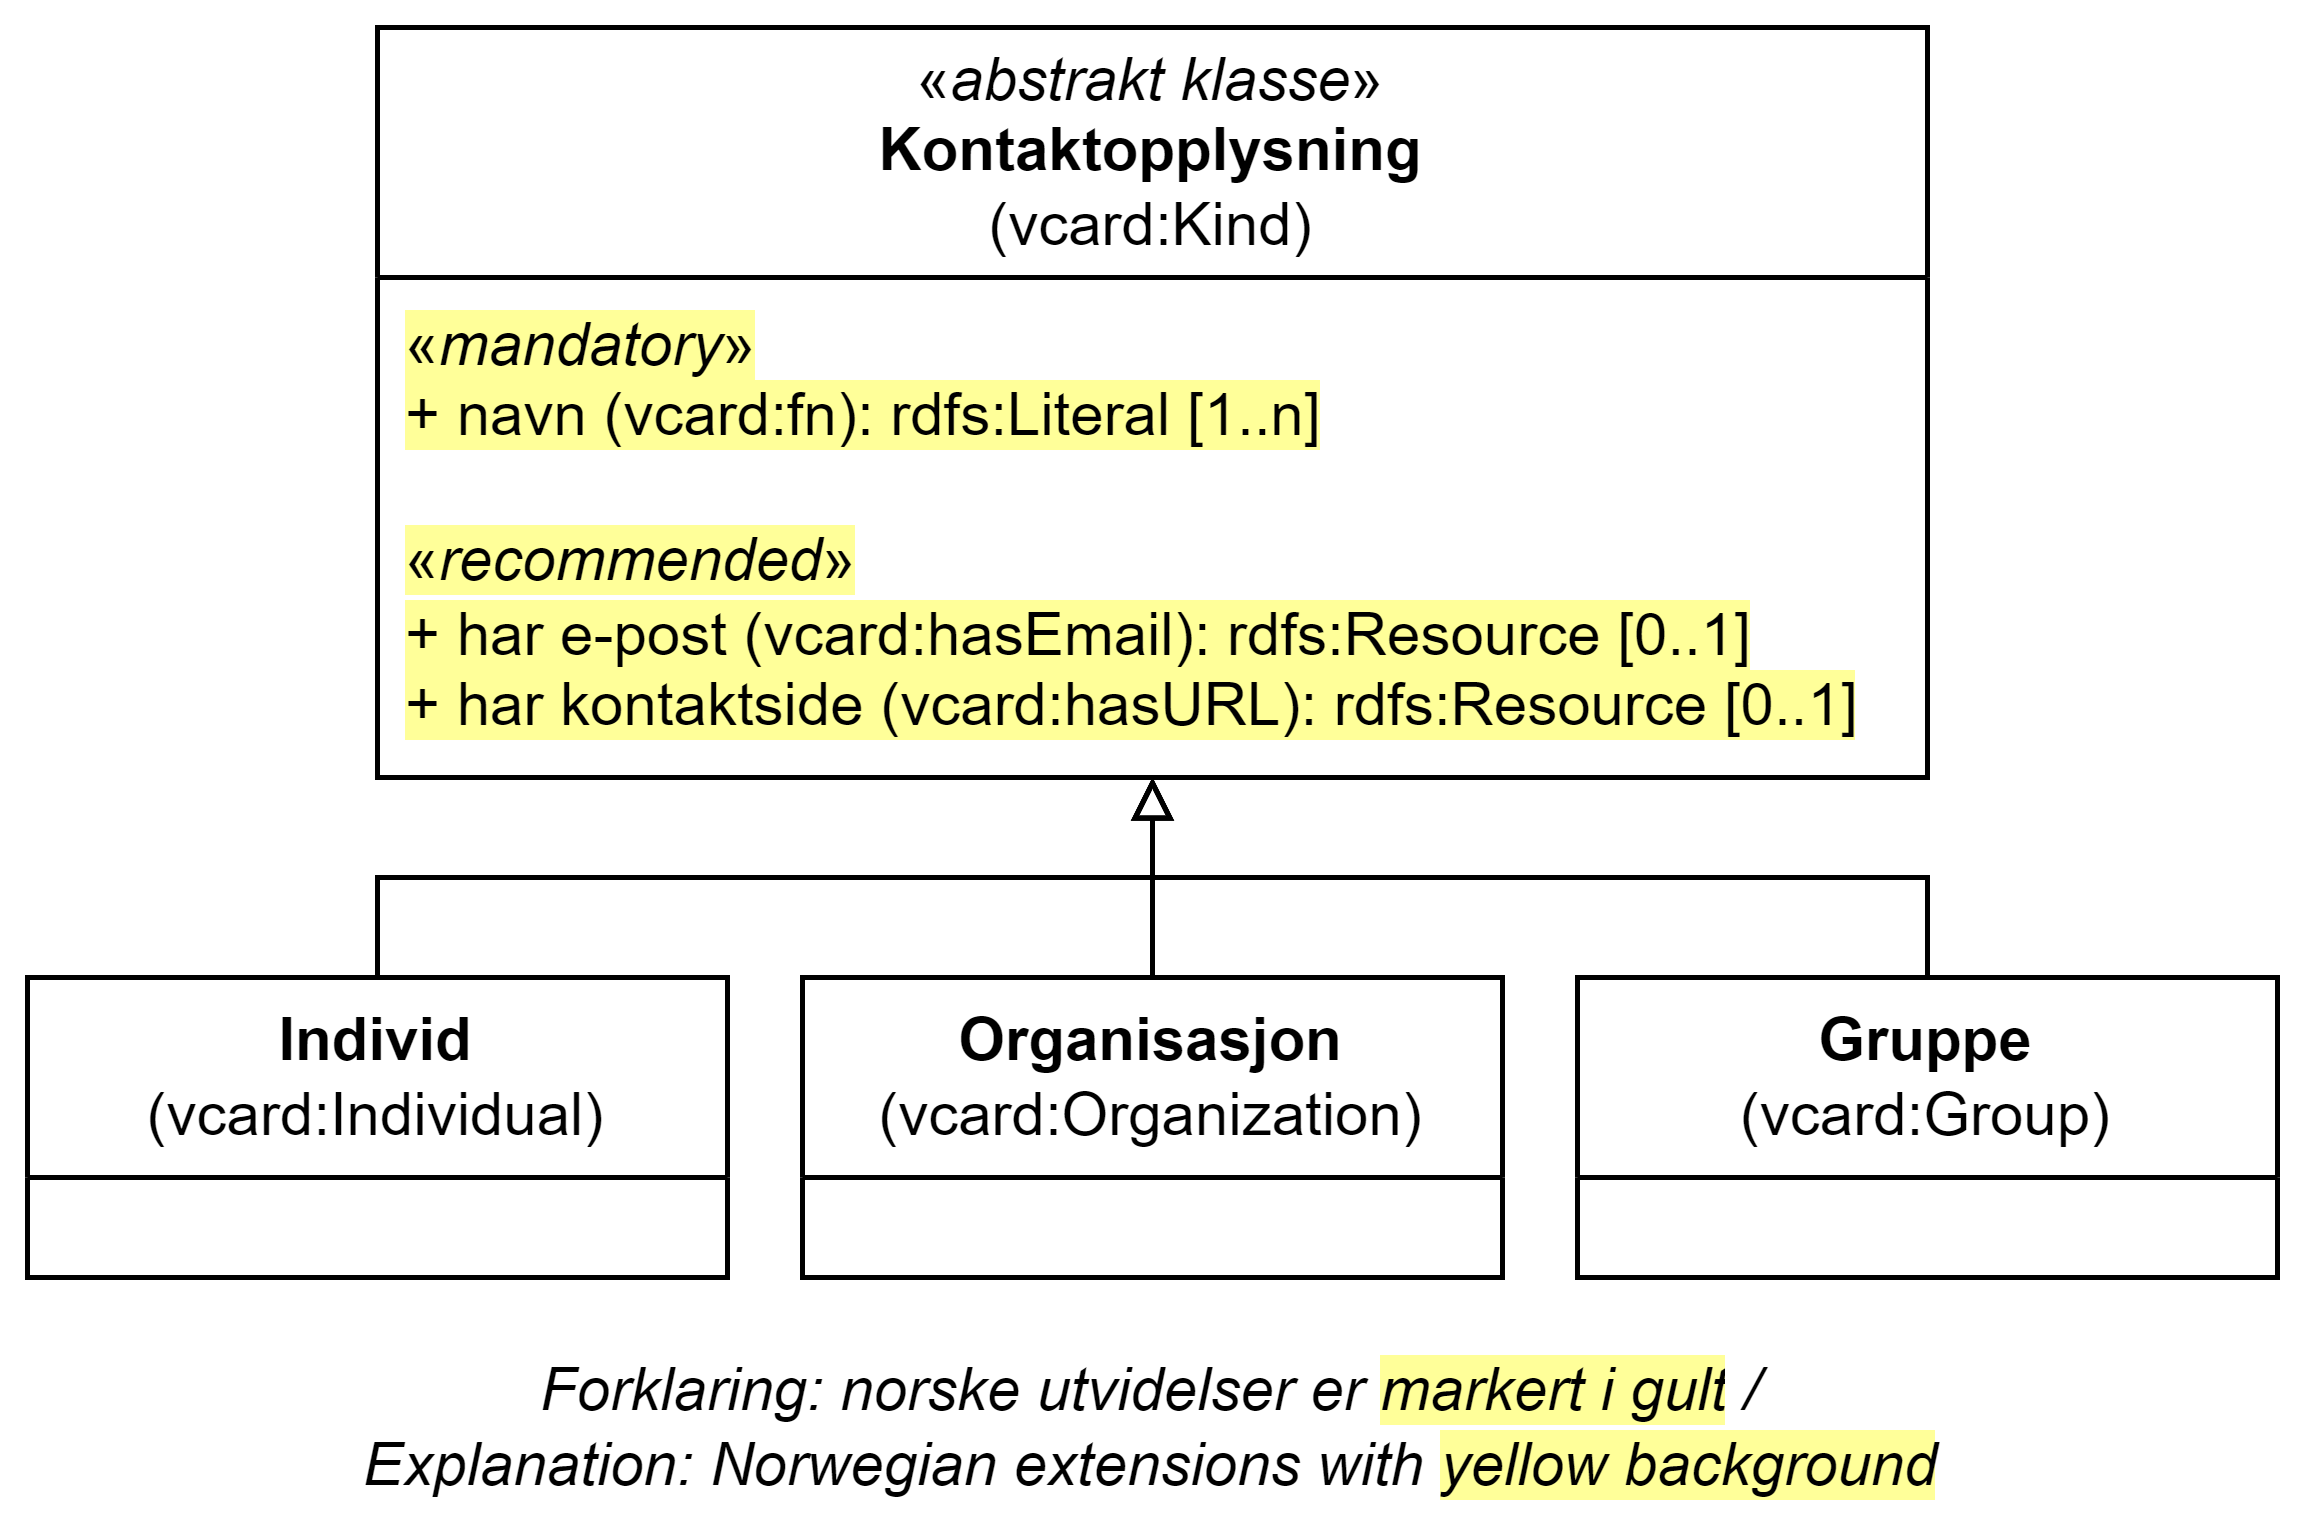 «abstrakt klasse»
Kontaktopplysning
(vcard:Kind)
«mandatory»
+ navn (vcard:fn): rdfs:Literal [1..n]
«recommended»
+ har e-post (vcard:hasEmail): rdfs:Resource [0..1]
+ har kontaktside (vcard:hasURL): rdfs:Resource [0..1]
Individ
(vcard:Individual)
Organisasjon
(vcard:Organization)
Gruppe
(vcard:Group)
Forklaring: norske utvidelser er markert i gult /
Explanation: Norwegian extensions with yellow background